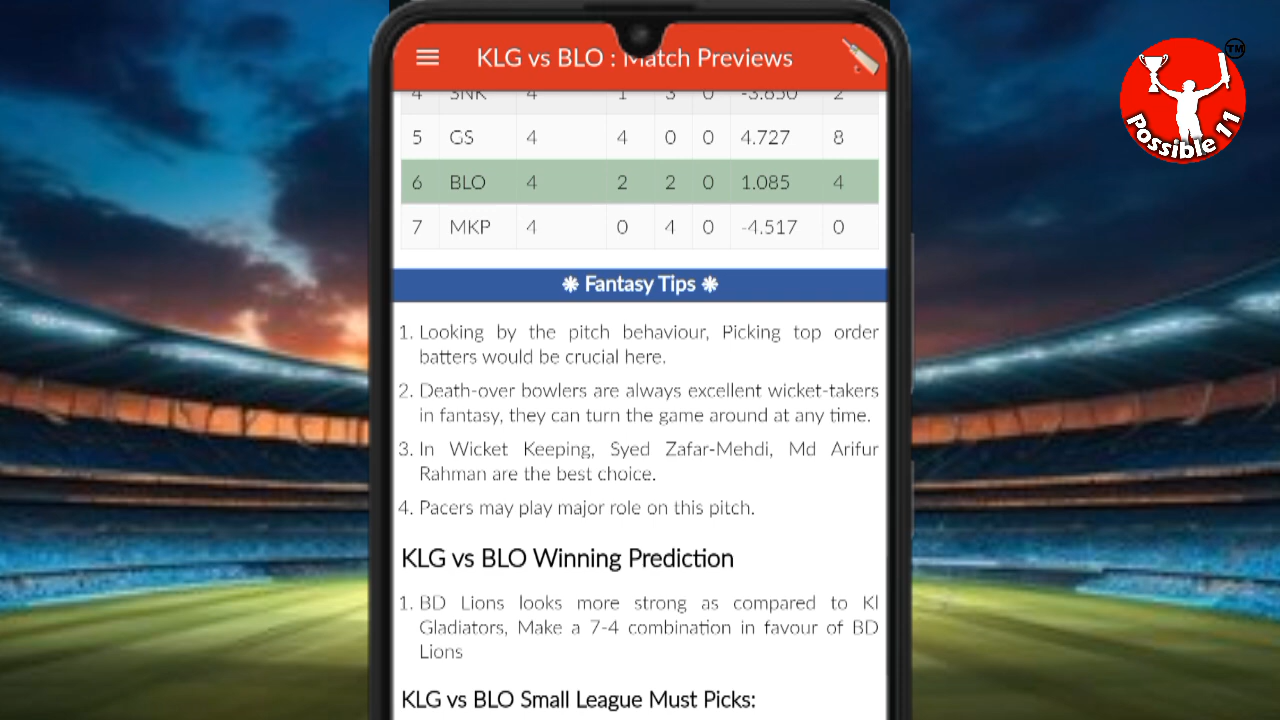 KLG vs BLO : Match Previews
TM
Possible 11
4 SNK 4 1 3 0 -3.650 2
5 GS 4 4 0 0 4.727 8
6 BLO 4 2 2 0 1.085 4
7 MKP 4 0 4 0 -4.517 0
❋ Fantasy Tips ❋
1. Looking by the pitch behaviour, Picking top order
batters would be crucial here.
2. Death-over bowlers are always excellent wicket-takers
in fantasy, they can turn the game around at any time.
3. In Wicket Keeping, Syed Zafar-Mehdi, Md Arifur
Rahman are the best choice.
4. Pacers may play major role on this pitch.
KLG vs BLO Winning Prediction
1. BD Lions looks more strong as compared to Kl
Gladiators, Make a 7-4 combination in favour of BD
Lions
KLG vs BLO Small League Must Picks: